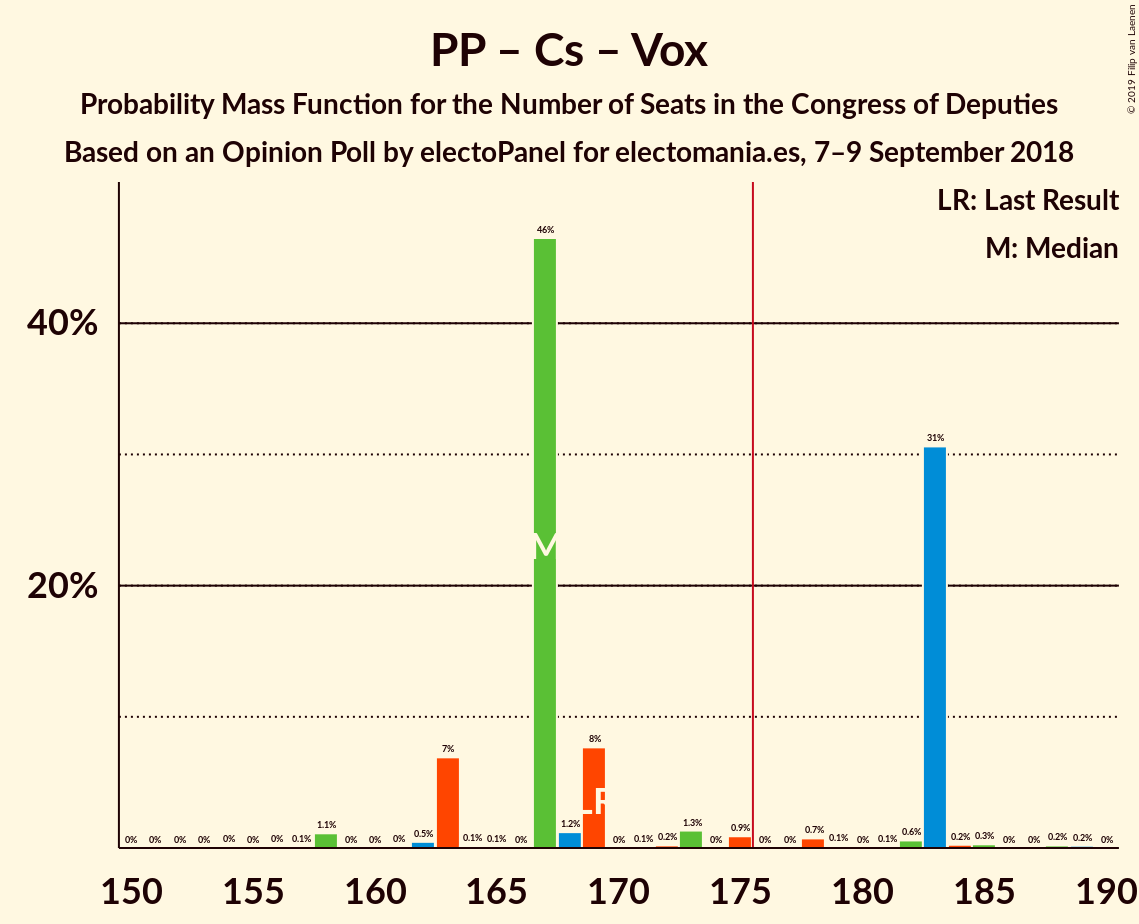 PP – Cs – Vox
Probability Mass Function for the Number of Seats in the Congress of Deputies
Based on an Opinion Poll by electoPanel for electomania.es, 7–9 September 2018
© 2019 Filip van Laenen
LR: Last Result
M: Median
40%
20%
0% 0% 0% 0% 0% 0% 0% 0.1% 1.1% 0% 0% 0% 0.5% 7% 0.1% 0.1% 0% 46% 1.2% 8% 0% 0.1% 0.2% 1.3% 0% 0.9% 0% 0% 0.7% 0.1% 0% 0.1% 0.6% 31% 0.2% 0.3% 0% 0% 0.2% 0.2% 0%
M
LR
150 155 160 165 170 175 180 185 190